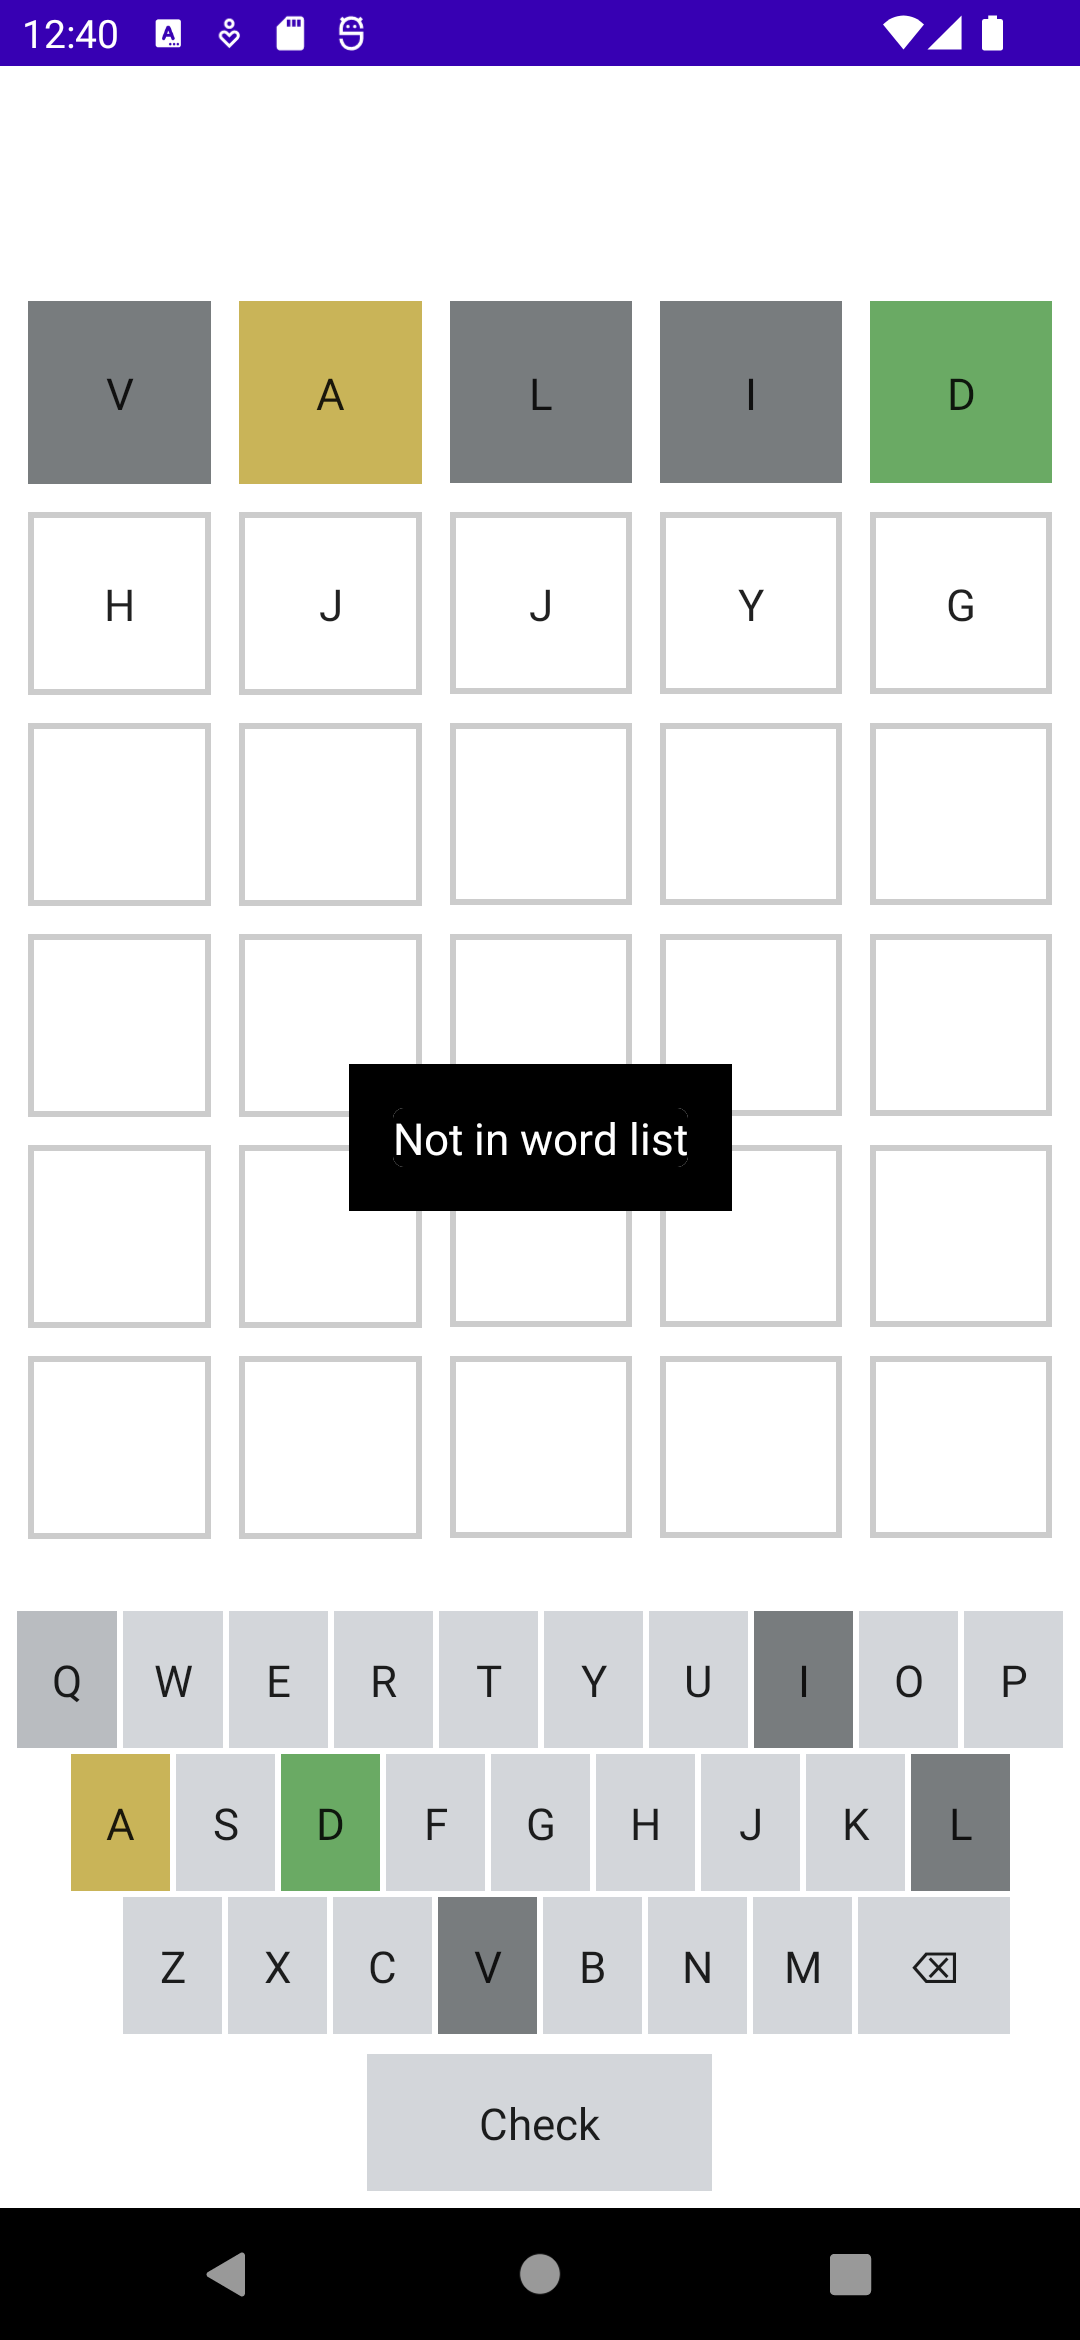 12:40
V A L I D
H J J Y G
Not in word list
Q W E R T Y U I O P
A S D F G H J K L
Z X C V B N M
Check